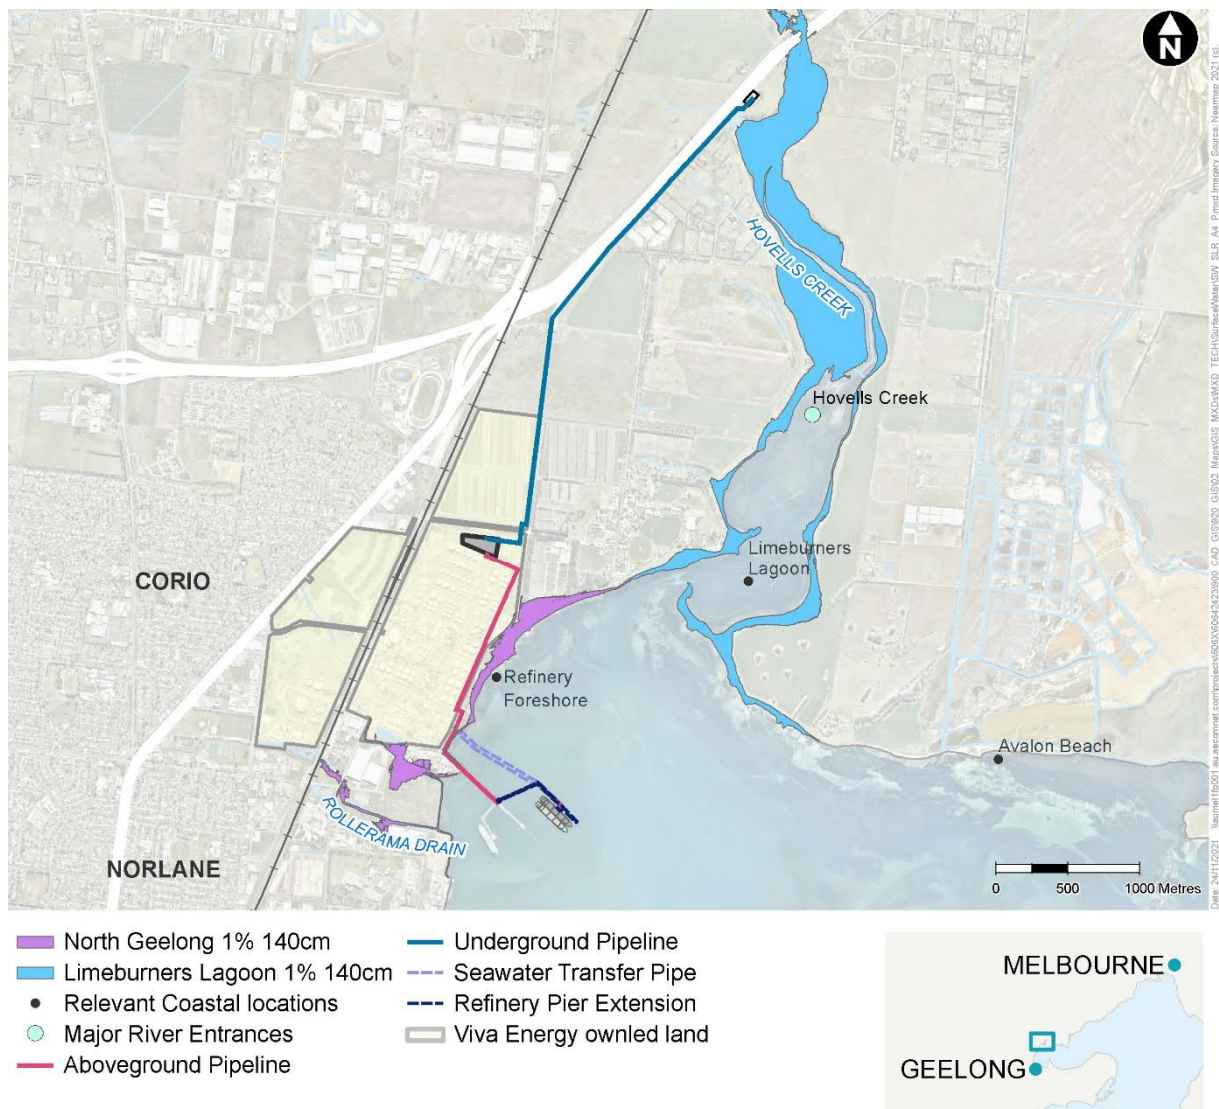 N
HOVELLS CREEK
Hovells Creek
Limeburners
Lagoon
CORIO
Refinery
Foreshore
Avalon Beach
ROLLERAMA DRAIN
NORLANE
0 500 1000 Metres
North Geelong 1% 140cm
Limeburners Lagoon 1% 140cm
Relevant Coastal locations
Major River Entrances
Aboveground Pipeline
Underground Pipeline
Seawater Transfer Pipe
Refinery Pier Extension
Viva Energy ownled land
MELBOURNE
GEELONG